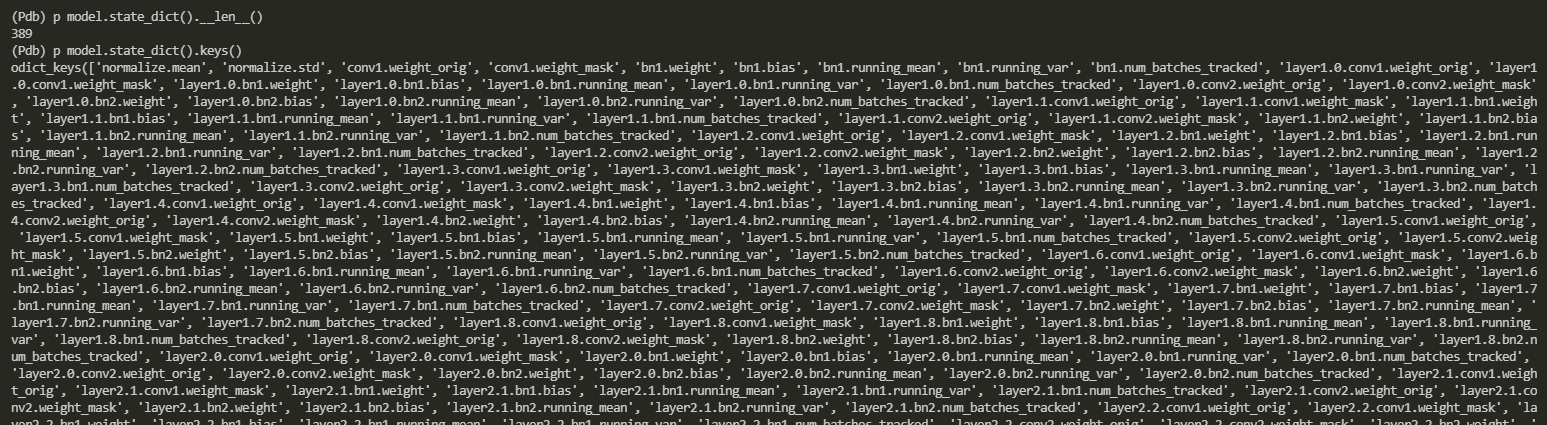 (Pdb) p model.state_dict().__len__()
389
(Pdb) p model.state_dict().keys()
odict_keys(['normalize.mean', 'normalize.std', 'conv1.weight_orig', 'conv1.weight_mask', 'bn1.weight', 'bn1.bias', 'bn1.running_mean', 'bn1.running_var', 'bn1.num_batches_tracked', 'layer1.0.conv1.weight_orig', 'layer1
.0.conv1.weight_mask', 'layer1.0.bn1.weight', 'layer1.0.bn1.bias', 'layer1.0.bn1.running_mean', 'layer1.0.bn1.running_var', 'layer1.0.bn1.num_batches_tracked', 'layer1.0.conv2.weight_orig', 'layer1.0.conv2.weight_mask'
, 'layer1.0.bn2.weight', 'layer1.0.bn2.bias', 'layer1.0.bn2.running_mean', 'layer1.0.bn2.running_var', 'layer1.0.bn2.num_batches_tracked', 'layer1.1.conv1.weight_orig', 'layer1.1.conv1.weight_mask', 'layer1.1.bn1.weigh
t', 'layer1.1.bn1.bias', 'layer1.1.bn1.running_mean', 'layer1.1.bn1.running_var', 'layer1.1.bn1.num_batches_tracked', 'layer1.1.conv2.weight_orig', 'layer1.1.conv2.weight_mask', 'layer1.1.bn2.weight', 'layer1.1.bn2.bia
s', 'layer1.1.bn2.running_mean', 'layer1.1.bn2.running_var', 'layer1.1.bn2.num_batches_tracked', 'layer1.2.conv1.weight_orig', 'layer1.2.conv1.weight_mask', 'layer1.2.bn1.weight', 'layer1.2.bn1.bias', 'layer1.2.bn1.run
ning_mean', 'layer1.2.bn1.running_var', 'layer1.2.bn1.num_batches_tracked', 'layer1.2.conv2.weight_orig', 'layer1.2.conv2.weight_mask', 'layer1.2.bn2.weight', 'layer1.2.bn2.bias', 'layer1.2.bn2.running_mean', 'layer1.2
.bn2.running_var', 'layer1.2.bn2.num_batches_tracked', 'layer1.3.conv1.weight_orig', 'layer1.3.conv1.weight_mask', 'layer1.3.bn1.weight', 'layer1.3.bn1.bias', 'layer1.3.bn1.running_mean', 'layer1.3.bn1.running_var', 'l
ayer1.3.bn1.num_batches_tracked', 'layer1.3.conv2.weight_orig', 'layer1.3.conv2.weight_mask', 'layer1.3.bn2.weight', 'layer1.3.bn2.bias', 'layer1.3.bn2.running_mean', 'layer1.3.bn2.running_var', 'layer1.3.bn2.num_batch
es_tracked', 'layer1.4.conv1.weight_orig', 'layer1.4.conv1.weight_mask', 'layer1.4.bn1.weight', 'layer1.4.bn1.bias', 'layer1.4.bn1.running_mean', 'layer1.4.bn1.running_var', 'layer1.4.bn1.num_batches_tracked', 'layer1.
4.conv2.weight_orig', 'layer1.4.conv2.weight_mask', 'layer1.4.bn2.weight', 'layer1.4.bn2.bias', 'layer1.4.bn2.running_mean', 'layer1.4.bn2.running_var', 'layer1.4.bn2.num_batches_tracked', 'layer1.5.conv1.weight_orig',
 'layer1.5.conv1.weight_mask', 'layer1.5.bn1.weight', 'layer1.5.bn1.bias', 'layer1.5.bn1.running_mean', 'layer1.5.bn1.running_var', 'layer1.5.bn1.num_batches_tracked', 'layer1.5.conv2.weight_orig', 'layer1.5.conv2.weig
ht_mask', 'layer1.5.bn2.weight', 'layer1.5.bn2.bias', 'layer1.5.bn2.running_mean', 'layer1.5.bn2.running_var', 'layer1.5.bn2.num_batches_tracked', 'layer1.6.conv1.weight_orig', 'layer1.6.conv1.weight_mask', 'layer1.6.b
n1.weight', 'layer1.6.bn1.bias', 'layer1.6.bn1.running_mean', 'layer1.6.bn1.running_var', 'layer1.6.bn1.num_batches_tracked', 'layer1.6.conv2.weight_orig', 'layer1.6.conv2.weight_mask', 'layer1.6.bn2.weight', 'layer1.6
.bn2.bias', 'layer1.6.bn2.running_mean', 'layer1.6.bn2.running_var', 'layer1.6.bn2.num_batches_tracked', 'layer1.7.conv1.weight_orig', 'layer1.7.conv1.weight_mask', 'layer1.7.bn1.weight', 'layer1.7.bn1.bias', 'layer1.7
.bn1.running_mean', 'layer1.7.bn1.running_var', 'layer1.7.bn1.num_batches_tracked', 'layer1.7.conv2.weight_orig', 'layer1.7.conv2.weight_mask', 'layer1.7.bn2.weight', 'layer1.7.bn2.bias', 'layer1.7.bn2.running_mean', '
layer1.7.bn2.running_var', 'layer1.7.bn2.num_batches_tracked', 'layer1.8.conv1.weight_orig', 'layer1.8.conv1.weight_mask', 'layer1.8.bn1.weight', 'layer1.8.bn1.bias', 'layer1.8.bn1.running_mean', 'layer1.8.bn1.running_
var', 'layer1.8.bn1.num_batches_tracked', 'layer1.8.conv2.weight_orig', 'layer1.8.conv2.weight_mask', 'layer1.8.bn2.weight', 'layer1.8.bn2.bias', 'layer1.8.bn2.running_mean', 'layer1.8.bn2.running_var', 'layer1.8.bn2.n
um_batches_tracked', 'layer2.0.conv1.weight_orig', 'layer2.0.conv1.weight_mask', 'layer2.0.bn1.weight', 'layer2.0.bn1.bias', 'layer2.0.bn1.running_mean', 'layer2.0.bn1.running_var', 'layer2.0.bn1.num_batches_tracked',
'layer2.0.conv2.weight_orig', 'layer2.0.conv2.weight_mask', 'layer2.0.bn2.weight', 'layer2.0.bn2.bias', 'layer2.0.bn2.running_mean', 'layer2.0.bn2.running_var', 'layer2.0.bn2.num_batches_tracked', 'layer2.1.conv1.weigh
t_orig', 'layer2.1.conv1.weight_mask', 'layer2.1.bn1.weight', 'layer2.1.bn1.bias', 'layer2.1.bn1.running_mean', 'layer2.1.bn1.running_var', 'layer2.1.bn1.num_batches_tracked', 'layer2.1.conv2.weight_orig', 'layer2.1.co
nv2.weight_mask', 'layer2.1.bn2.weight', 'layer2.1.bn2.bias', 'layer2.1.bn2.running_mean', 'layer2.1.bn2.running_var', 'layer2.1.bn2.num_batches_tracked', 'layer2.2.conv1.weight_orig', 'layer2.2.conv1.weight_mask', 'la